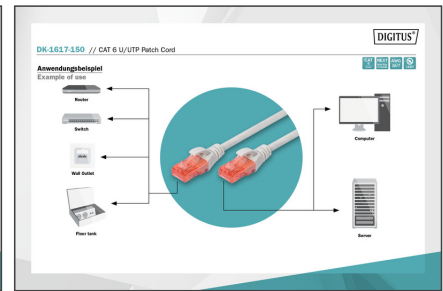 DIGITUS®
DK-1617-150 // CAT 6 U/UTP Patch Cord
Anwendungsbeispiel
Example of use
Router
Switch
Wall Outlet
Floor tank
Computer
Server